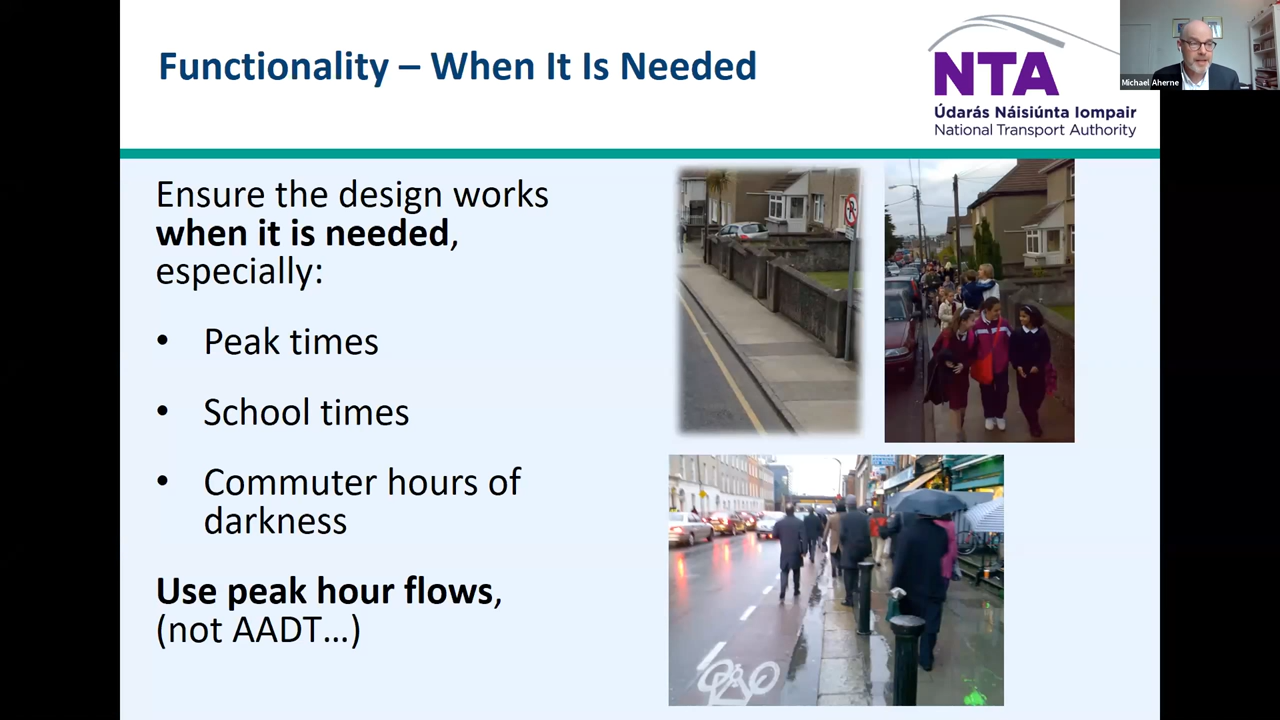 Functionality – When It Is Needed
NTA
Údarás Náisiúnta Iompair
National Transport Authority
Michael Aherne
Ensure the design works
when it is needed,
especially:
• Peak times
• School times
• Commuter hours of
darkness
Use peak hour flows,
(not AADT...)